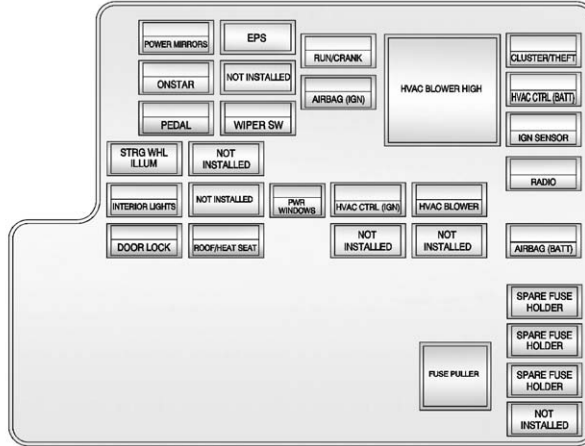 POWER MIRRORS
EPS
RUN/CRANK
HVAC BLOWER HIGH
CLUSTER/THEFT
ONSTAR
NOT INSTALLED
AIRBAG (IGN)
HVAC CTRL (BATT)
PEDAL
WIPER SW
IGN SENSOR
STRG WHL
ILLUM
NOT
INSTALLED
RADIO
INTERIOR LIGHTS
NOT INSTALLED
PWR
WINDOWS
HVAC CTRL (IGN)
HVAC BLOWER
DOOR LOCK
ROOF/HEAT SEAT
NOT
INSTALLED
NOT
INSTALLED
AIRBAG (BATT)
SPARE FUSE
HOLDER
SPARE FUSE
HOLDER
FUSE PULLER
SPARE FUSE
HOLDER
NOT
INSTALLED